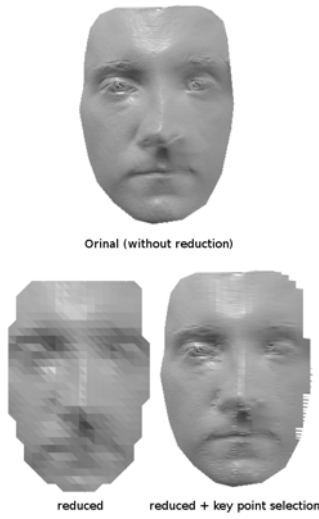 Orinal (without reduction)
reduced
reduced + key point selection